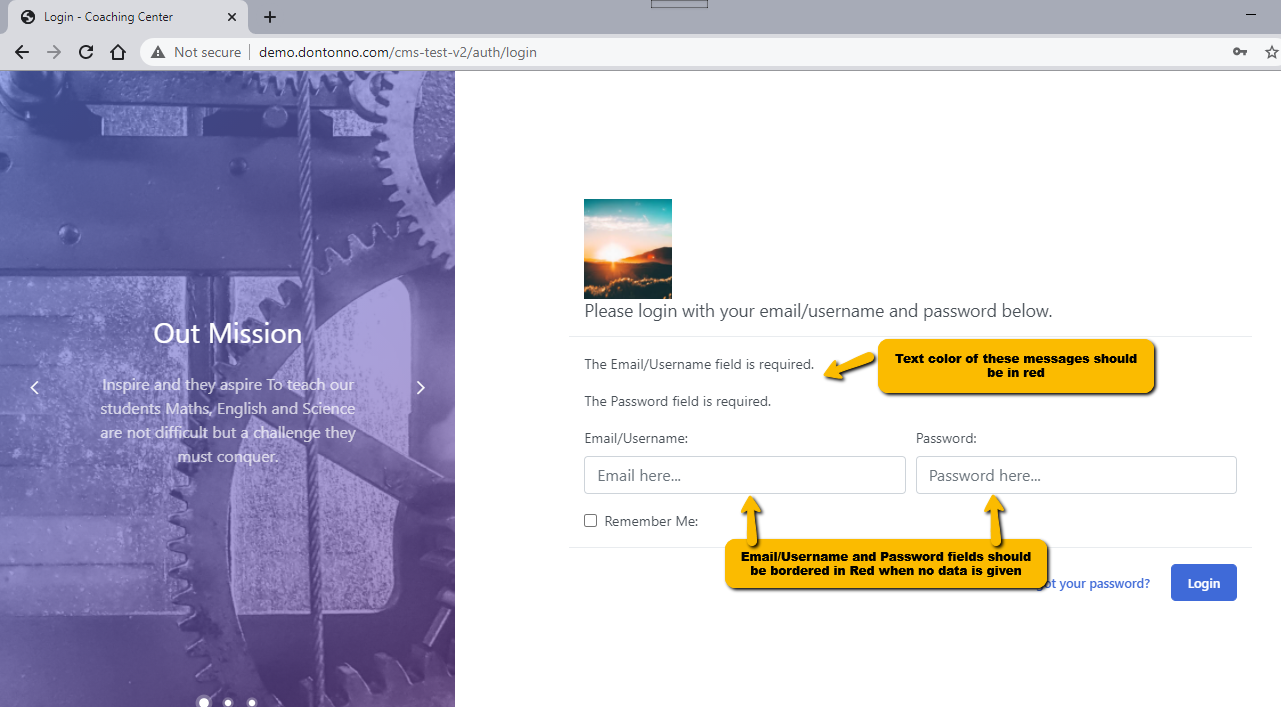 Login - Coaching Center
Not secure
demo.dontonno.com/cms-test-v2/auth/login
Out Mission
Inspire and they aspire To teach our
students Maths, English and Science
are not difficult but a challenge they
must conquer.
Please login with your email/username and password below.
The Email/Username field is required.
Text color of these messages should
be in red
The Password field is required.
Email/Username:
Password:
Email here...
Password here...
Remember Me:
Email/Username and Password fields should
be bordered in Red when no data is given
your password?
Login